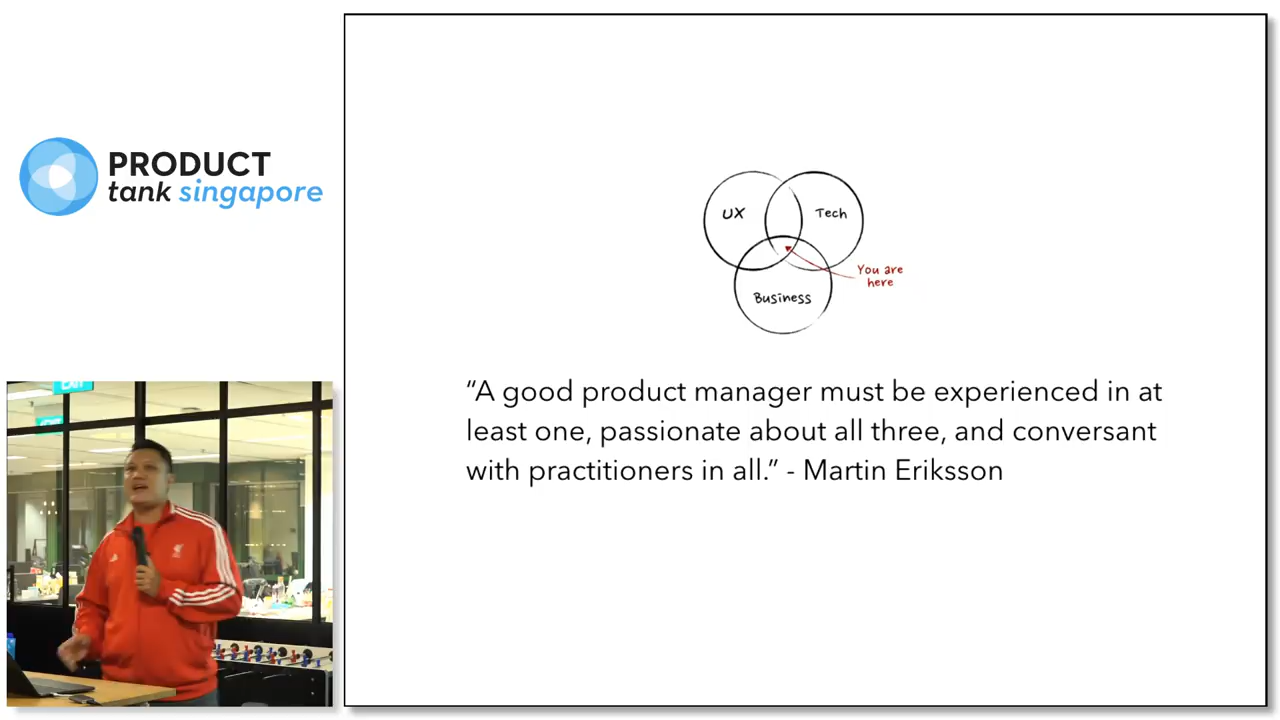 PRODUCT
tank singapore
UX
Tech
You are
here
Business
“A good product manager must be experienced in at
least one, passionate about all three, and conversant
with practitioners in all.” - Martin Eriksson
EXIT